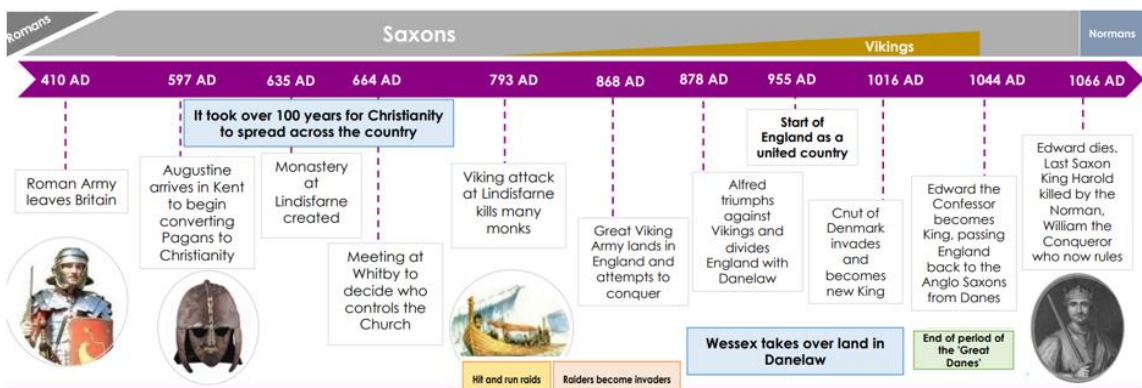 Romans
Saxons
Vikings
Normans
410 AD
597 AD
635 AD
664 AD
793 AD
868 AD
878 AD
955 AD
1016 AD
1044 AD
1066 AD
It took over 100 years for Christianity
to spread across the country
Start of
England as a
united country
Roman Army
leaves Britain
Augustine
arrives in Kent
to begin
converting
Pagans to
Christianity
Monastery
at
Lindisfarne
created
Meeting at
Whitby to
decide who
controls the
Church
Viking attack
at Lindisfarne
kills many
monks
Great Viking
Army lands in
England and
attempts to
conquer
Alfred
triumphs
against
Vikings and
divides
England with
Danelaw
Cnut of
Denmark
invades
and
becomes
new King
Edward the
Confessor
becomes
King, passing
England
back to the
Anglo Saxons
from Danes
Edward dies.
Last Saxon
King Harold
killed by the
Norman,
William the
Conqueror
who now rules
Hit and run raids
Raiders become invaders
Wessex takes over land in
Danelaw
End of period of
the 'Great
Danes'